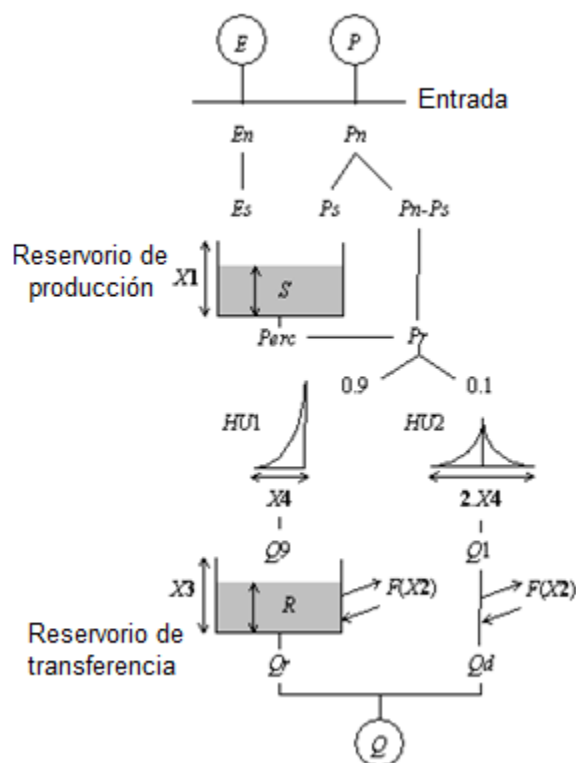 E P
Entrada
En Pn
Es Ps Pn-Ps
Reservorio de
producción
X1 S
Perc Pr
0.9 0.1
HU1 HU2
X4 2.X4
Q9 Q1
X3 R F(X2) F(X2)
Reservorio de
transferencia
Qr Qd
Q